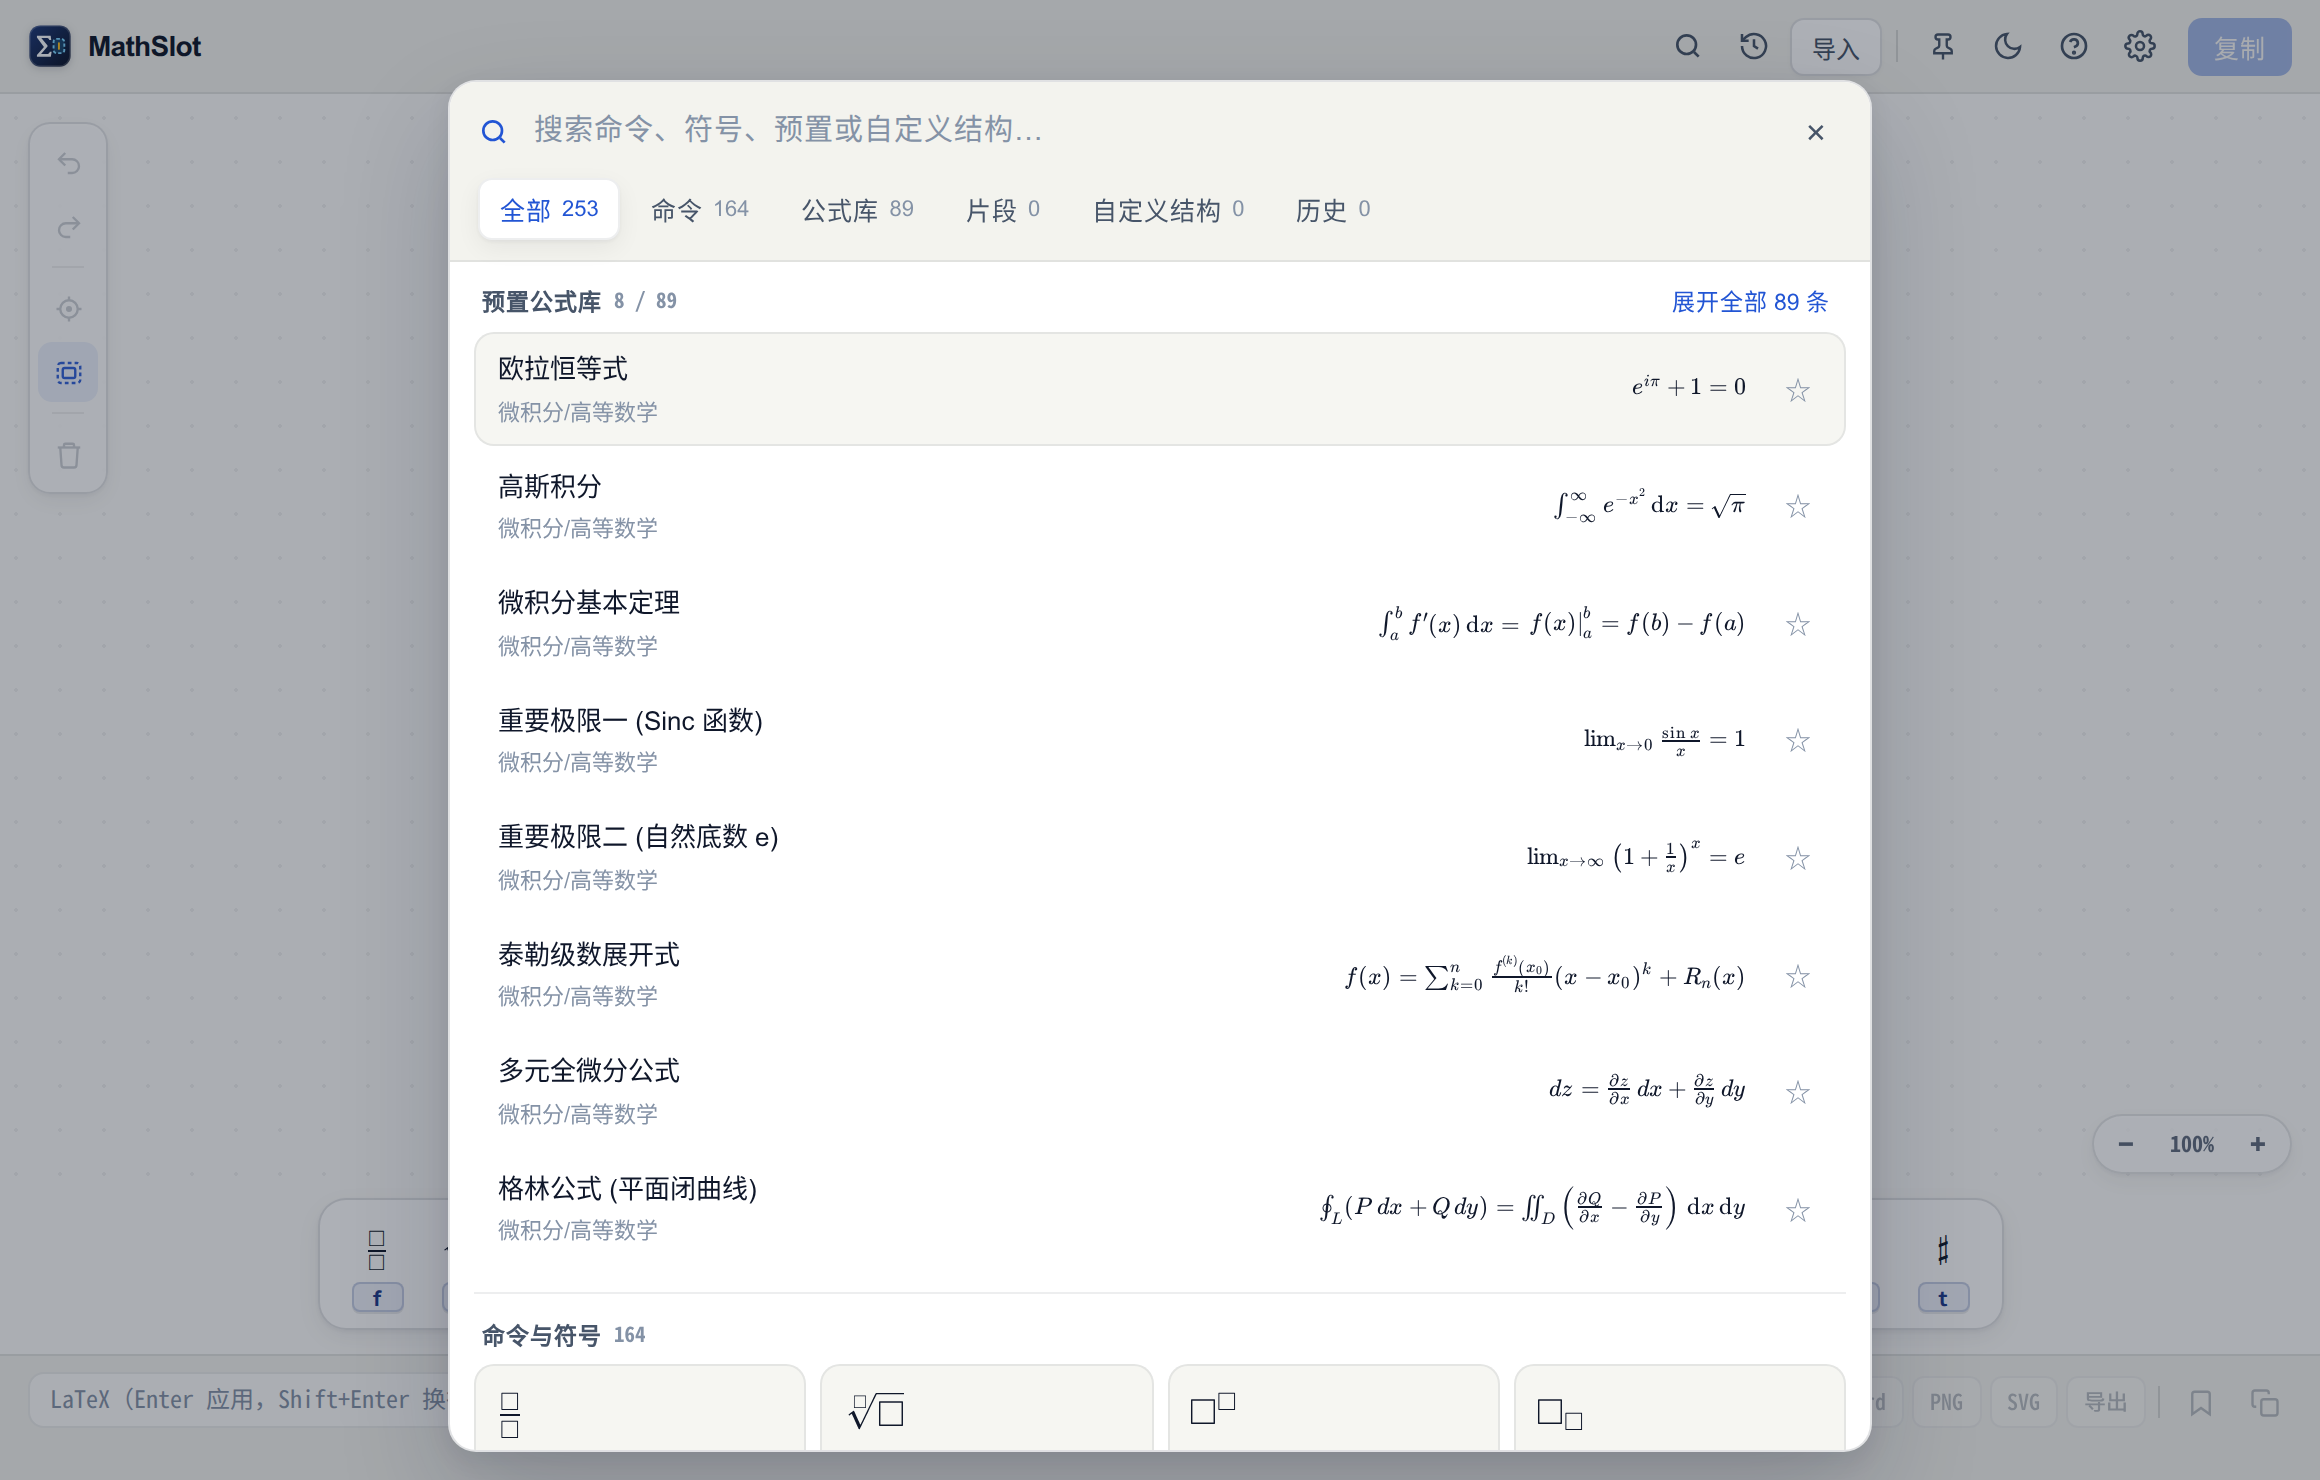 MathSlot
导入
复制
搜索命令、符号、预置或自定义结构...
全部 253 命令 164 公式库 89 片段 0 自定义结构 0 历史 0
预置公式库 8 / 89 展开全部 89 条
欧拉恒等式
微积分/高等数学
e^{iπ} + 1 = 0
高斯积分
微积分/高等数学
∫_{-∞}^{∞} e^{-x^2} dx = √π
微积分基本定理
微积分/高等数学
∫_a^b f′(x) dx = f(x)|_a^b = f(b) − f(a)
重要极限一 (Sinc 函数)
微积分/高等数学
lim_{x→0} \frac{sin x}{x} = 1
重要极限二 (自然底数 e)
微积分/高等数学
lim_{x→∞} (1 + \frac{1}{x})^x = e
泰勒级数展开式
微积分/高等数学
f(x) = ∑_{k=0}^n \frac{f^{(k)}(x_0)}{k!}(x − x_0)^k + R_n(x)
多元全微分公式
微积分/高等数学
dz = \frac{∂z}{∂x} dx + \frac{∂z}{∂y} dy
格林公式 (平面闭曲线)
微积分/高等数学
∮_L(P dx + Q dy) = ∬_D (\frac{∂Q}{∂x} − \frac{∂P}{∂y}) dx dy
100%
f
♯
t
命令与符号 164
LaTeX (Enter 应用, Shift+Enter 换
PNG SVG 导出